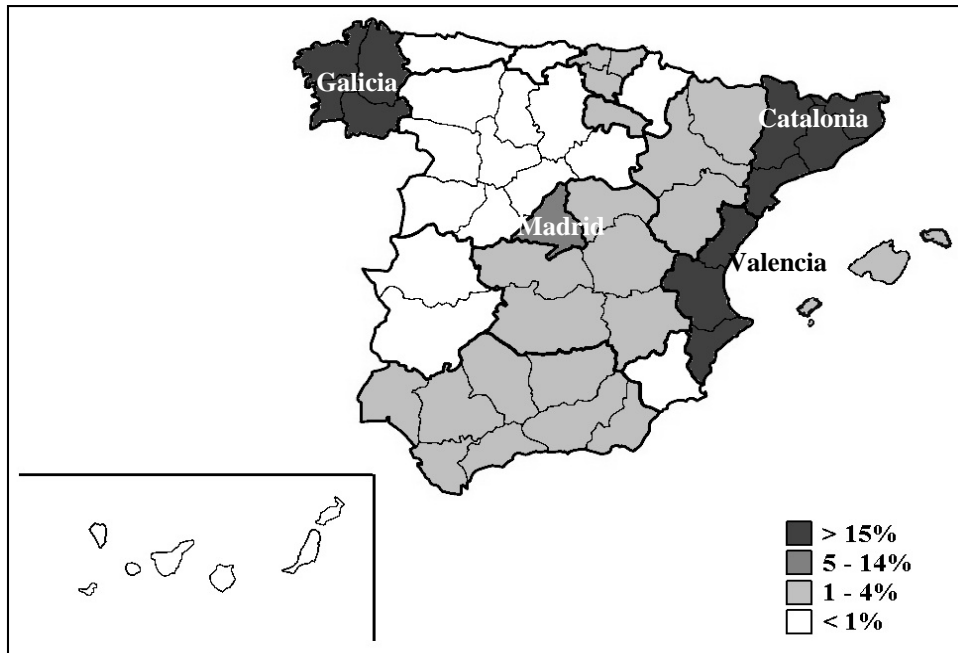 Galicia
Catalonia
Madrid
Valencia
> 15%
5 - 14%
1 - 4%
< 1%